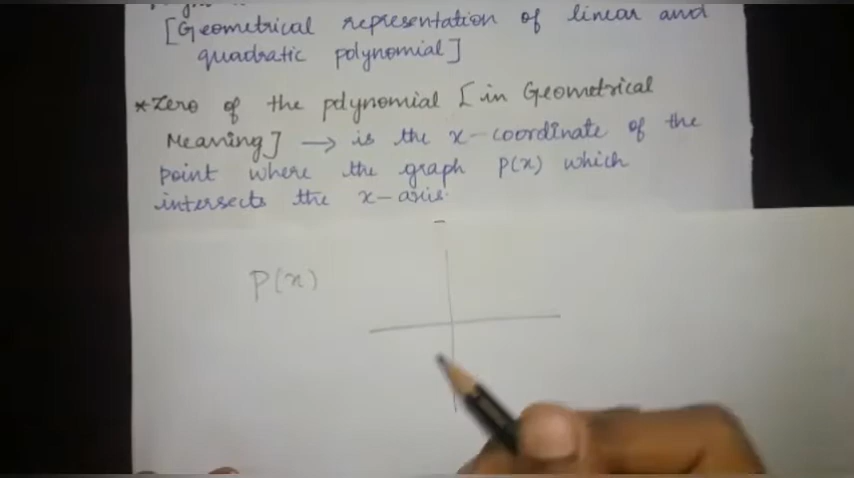 [Geometrical representation of linear and
quadratic polynomial]
*Zero of the polynomial [in Geometrical
Meaning] → is the x-coordinate of the
point where the graph P(x) which
intersects the x-axis.
P(x)